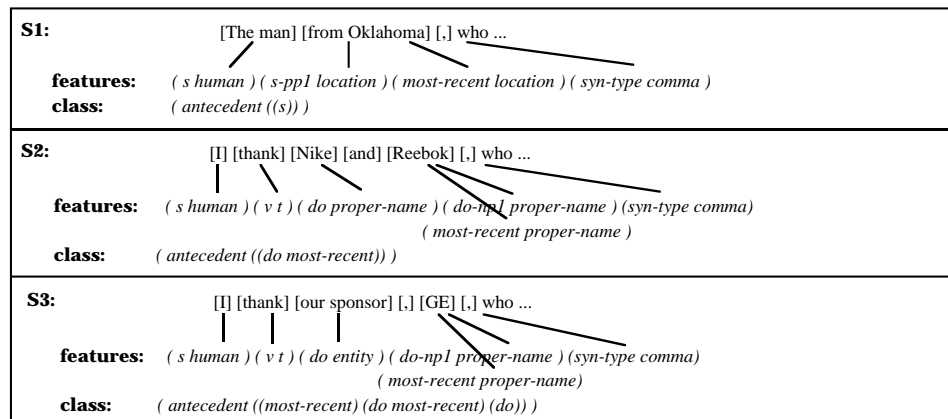 S1:
[The man] [from Oklahoma] [,] who ...
features: ( s human ) ( s-pp1 location ) ( most-recent location ) ( syn-type comma )
class: ( antecedent ((s)) )
S2:
[I] [thank] [Nike] [and] [Reebok] [,] who ...
features: ( s human ) ( v t ) ( do proper-name ) ( do-np1 proper-name ) (syn-type comma)
( most-recent proper-name )
class: ( antecedent ((do most-recent)) )
S3:
[I] [thank] [our sponsor] [,] [GE] [,] who ...
features: ( s human ) ( v t ) ( do entity ) ( do-np1 proper-name ) (syn-type comma)
( most-recent proper-name)
class: ( antecedent ((most-recent) (do most-recent) (do)) )